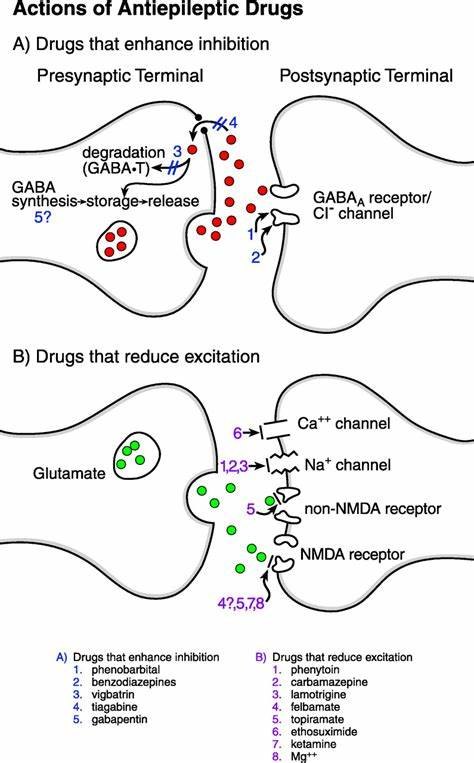 Actions of Antiepileptic Drugs
A) Drugs that enhance inhibition
Presynaptic Terminal
Postsynaptic Terminal
4
degradation 3
(GABA•T)
GABA
synthesis→storage→release
5?
GABAA receptor/
Cl- channel
1
2
B) Drugs that reduce excitation
Glutamate
6
Ca++ channel
1,2,3
Na+ channel
5
non-NMDA receptor
NMDA receptor
4?,5,7,8
A) Drugs that enhance inhibition
1. phenobarbital
2. benzodiazepines
3. vigbatrin
4. tiagabine
5. gabapentin
B) Drugs that reduce excitation
1. phenytoin
2. carbamazepine
3. lamotrigine
4. felbamate
5. topiramate
6. ethosuximide
7. ketamine
8. Mg++